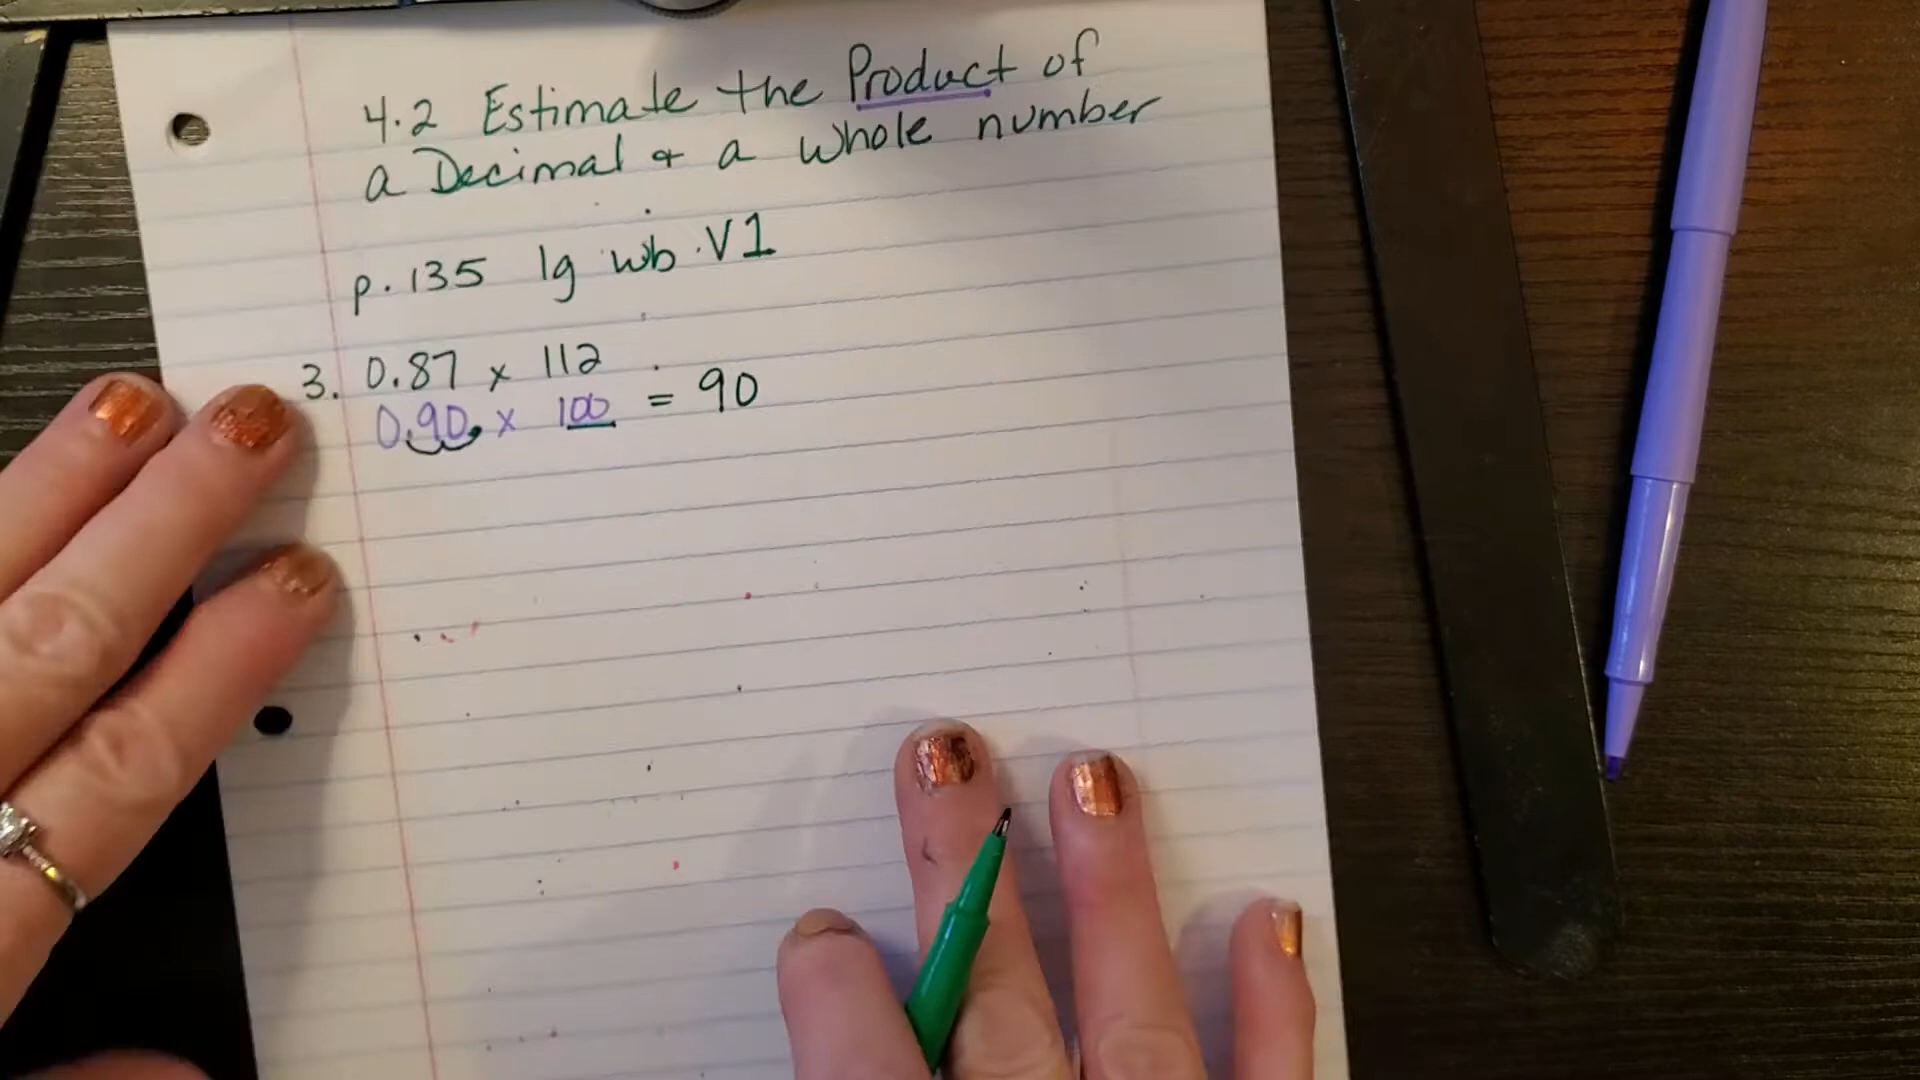 4.2 Estimate the Product of
a Decimal & a whole number
p. 135 lg wb V1
3. 0.87 x 112
0.90 x 100 = 90